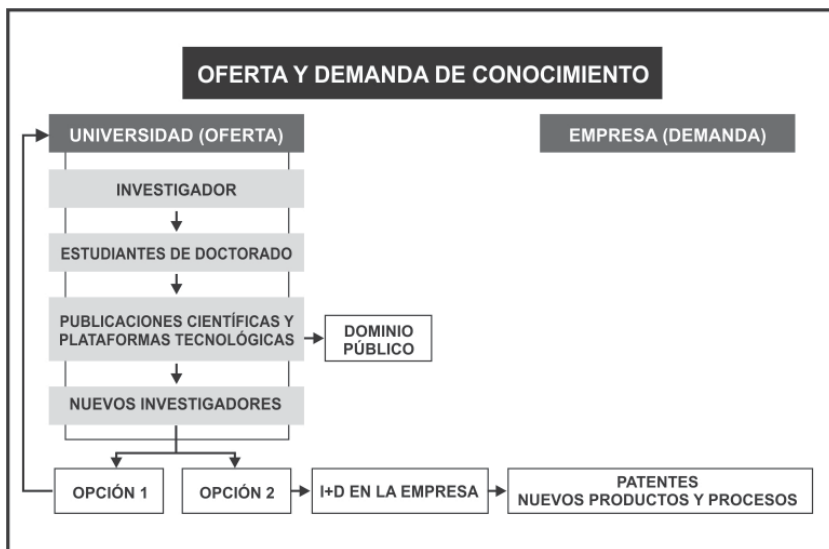 OFERTA Y DEMANDA DE CONOCIMIENTO
UNIVERSIDAD (OFERTA)
EMPRESA (DEMANDA)
INVESTIGADOR
ESTUDIANTES DE DOCTORADO
PUBLICACIONES CIENTÍFICAS Y
PLATAFORMAS TECNOLÓGICAS
DOMINIO
PÚBLICO
NUEVOS INVESTIGADORES
OPCIÓN 1
OPCIÓN 2
I+D EN LA EMPRESA
PATENTES
NUEVOS PRODUCTOS Y PROCESOS